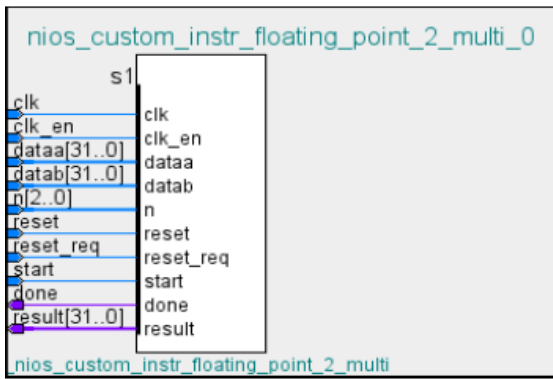 nios_custom_instr_floating_point_2_multi_0
s1
clk
clk
clk_en
clk_en
dataa[31..0]
dataa
datab[31..0]
datab
n[2..0]
n
reset
reset
reset_req
reset_req
start
start
done
done
result[31..0]
result
_nios_custom_instr_floating_point_2_multi